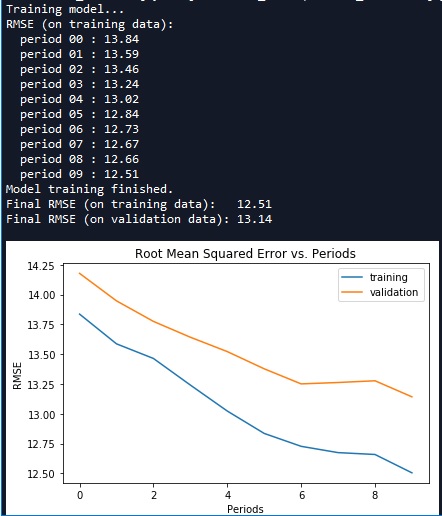 Training model...
RMSE (on training data):
period 00 : 13.84
period 01 : 13.59
period 02 : 13.46
period 03 : 13.24
period 04 : 13.02
period 05 : 12.84
period 06 : 12.73
period 07 : 12.67
period 08 : 12.66
period 09 : 12.51
Model training finished.
Final RMSE (on training data):   12.51
Final RMSE (on validation data): 13.14
Root Mean Squared Error vs. Periods
training
validation
14.25
14.00
13.75
13.50
13.25
13.00
12.75
12.50
RMSE
0 2 4 6 8
Periods